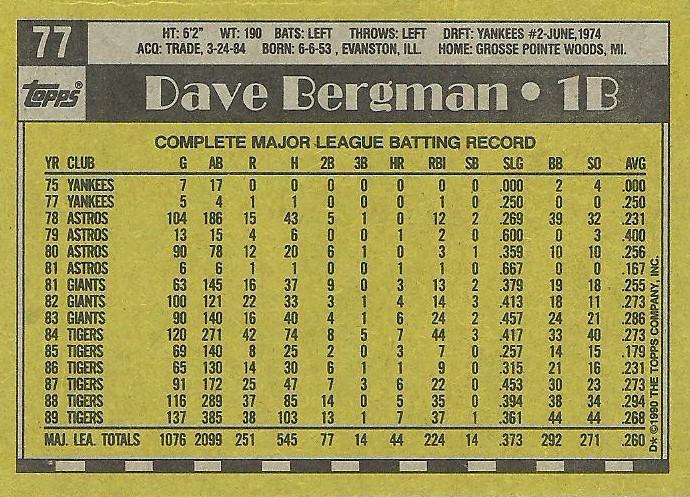 77
HT: 6'2" WT: 190 BATS: LEFT THROWS: LEFT DRFT: YANKEES #2-JUNE,1974
ACQ: TRADE, 3-24-84 BORN: 6-6-53 , EVANSTON, ILL. HOME: GROSSE POINTE WOODS, MI.
TOPPS®
Dave Bergman • 1B
COMPLETE MAJOR LEAGUE BATTING RECORD
YR CLUB G AB R H 2B 3B HR RBI SB SLG BB SO AVG
75 YANKEES 7 17 0 0 0 0 0 0 0 .000 2 4 .000
77 YANKEES 5 4 1 1 0 0 0 1 0 .250 0 0 .250
78 ASTROS 104 186 15 43 5 1 0 12 2 .269 39 32 .231
79 ASTROS 13 15 4 6 0 0 1 2 0 .600 0 3 .400
80 ASTROS 90 78 12 20 6 1 0 3 1 .359 10 10 .256
81 ASTROS 6 6 1 1 0 0 1 1 0 .667 0 0 .167
81 GIANTS 63 145 16 37 9 0 3 13 2 .379 19 18 .255
82 GIANTS 100 121 22 33 3 1 4 14 3 .413 18 11 .273
83 GIANTS 90 140 16 40 4 1 6 24 2 .457 24 21 .286
84 TIGERS 120 271 42 74 8 5 7 44 3 .417 33 40 .273
85 TIGERS 69 140 8 25 2 0 3 7 0 .257 14 15 .179
86 TIGERS 65 130 14 30 6 1 1 9 0 .315 21 16 .231
87 TIGERS 91 172 25 47 7 3 6 22 0 .453 30 23 .273
88 TIGERS 116 289 37 85 14 0 5 35 0 .394 38 34 .294
89 TIGERS 137 385 38 103 13 1 7 37 1 .361 44 44 .268
MAJ. LEA. TOTALS 1076 2099 251 545 77 14 44 224 14 .373 292 271 .260
D* ©1990 THE TOPPS COMPANY, INC.